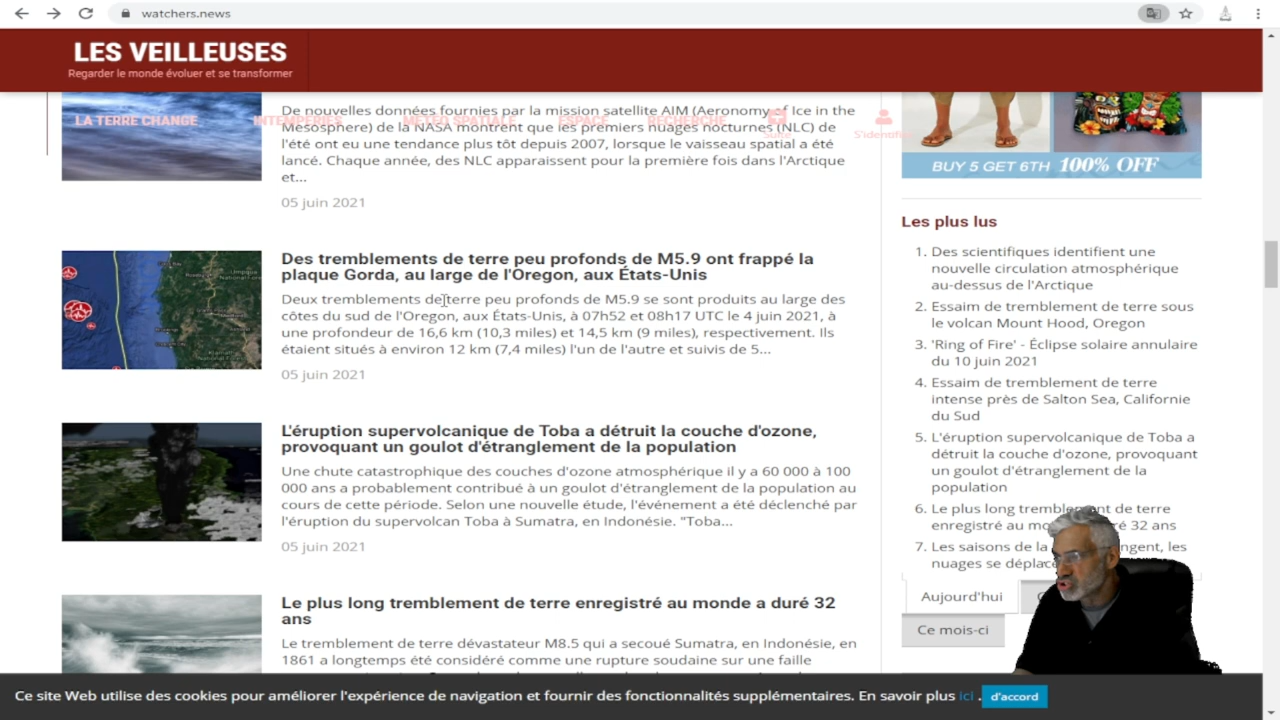 watchers.news
LES VEILLEUSES
Regarder le monde évoluer et se transformer
LA TERRE CHANGE
INTEMPÉRIES
MÉTÉO SPATIALE
ESPACE
RECHERCHE
Suite
De nouvelles données fournies par la mission satellite AIM (Aeronomy of Ice in the
Mesosphere) de la NASA montrent que les premiers nuages nocturnes (NLC) de
l'été ont eu une tendance plus tôt depuis 2007, lorsque le vaisseau spatial a été
lancé. Chaque année, des NLC apparaissent pour la première fois dans l'Arctique
et...
05 juin 2021
Des tremblements de terre peu profonds de M5.9 ont frappé la
plaque Gorda, au large de l'Oregon, aux États-Unis
Deux tremblements de terre peu profonds de M5.9 se sont produits au large des
côtes du sud de l'Oregon, aux États-Unis, à 07h52 et 08h17 UTC le 4 juin 2021, à
une profondeur de 16,6 km (10,3 miles) et 14,5 km (9 miles), respectivement. Ils
étaient situés à environ 12 km (7,4 miles) l'un de l'autre et suivis de 5...
05 juin 2021
L'éruption supervolcanique de Toba a détruit la couche d'ozone,
provoquant un goulot d'étranglement de la population
Une chute catastrophique des couches d'ozone atmosphérique il y a 60 000 à 100
000 ans a probablement contribué à un goulot d'étranglement de la population au
cours de cette période. Selon une nouvelle étude, l'événement a été déclenché par
l'éruption du supervolcan Toba à Sumatra, en Indonésie. "Toba...
05 juin 2021
Le plus long tremblement de terre enregistré au monde a duré 32
ans
Le tremblement de terre dévastateur M8.5 qui a secoué Sumatra, en Indonésie, en
1861 a longtemps été considéré comme une rupture soudaine sur une faille
BUY 5 GET 6TH 100% OFF
Les plus lus
1. Des scientifiques identifient une
nouvelle circulation atmosphérique
au-dessus de l'Arctique
2. Essaim de tremblement de terre sous
le volcan Mount Hood, Oregon
3. 'Ring of Fire' - Éclipse solaire annulaire
du 10 juin 2021
4. Essaim de tremblement de terre
intense près de Salton Sea, Californie
du Sud
5. L'éruption supervolcanique de Toba a
détruit la couche d'ozone, provoquant
un goulot d'étranglement de la
population
6. Le plus long tremblement de terre
enregistré au ré 32 ans
7. Les saisons de la ngent, les
nuages se
Aujourd'hui
Ce mois-ci
Ce site Web utilise des cookies pour améliorer l'expérience de navigation et fournir des fonctionnalités supplémentaires. En savoir plus ici . d'accord